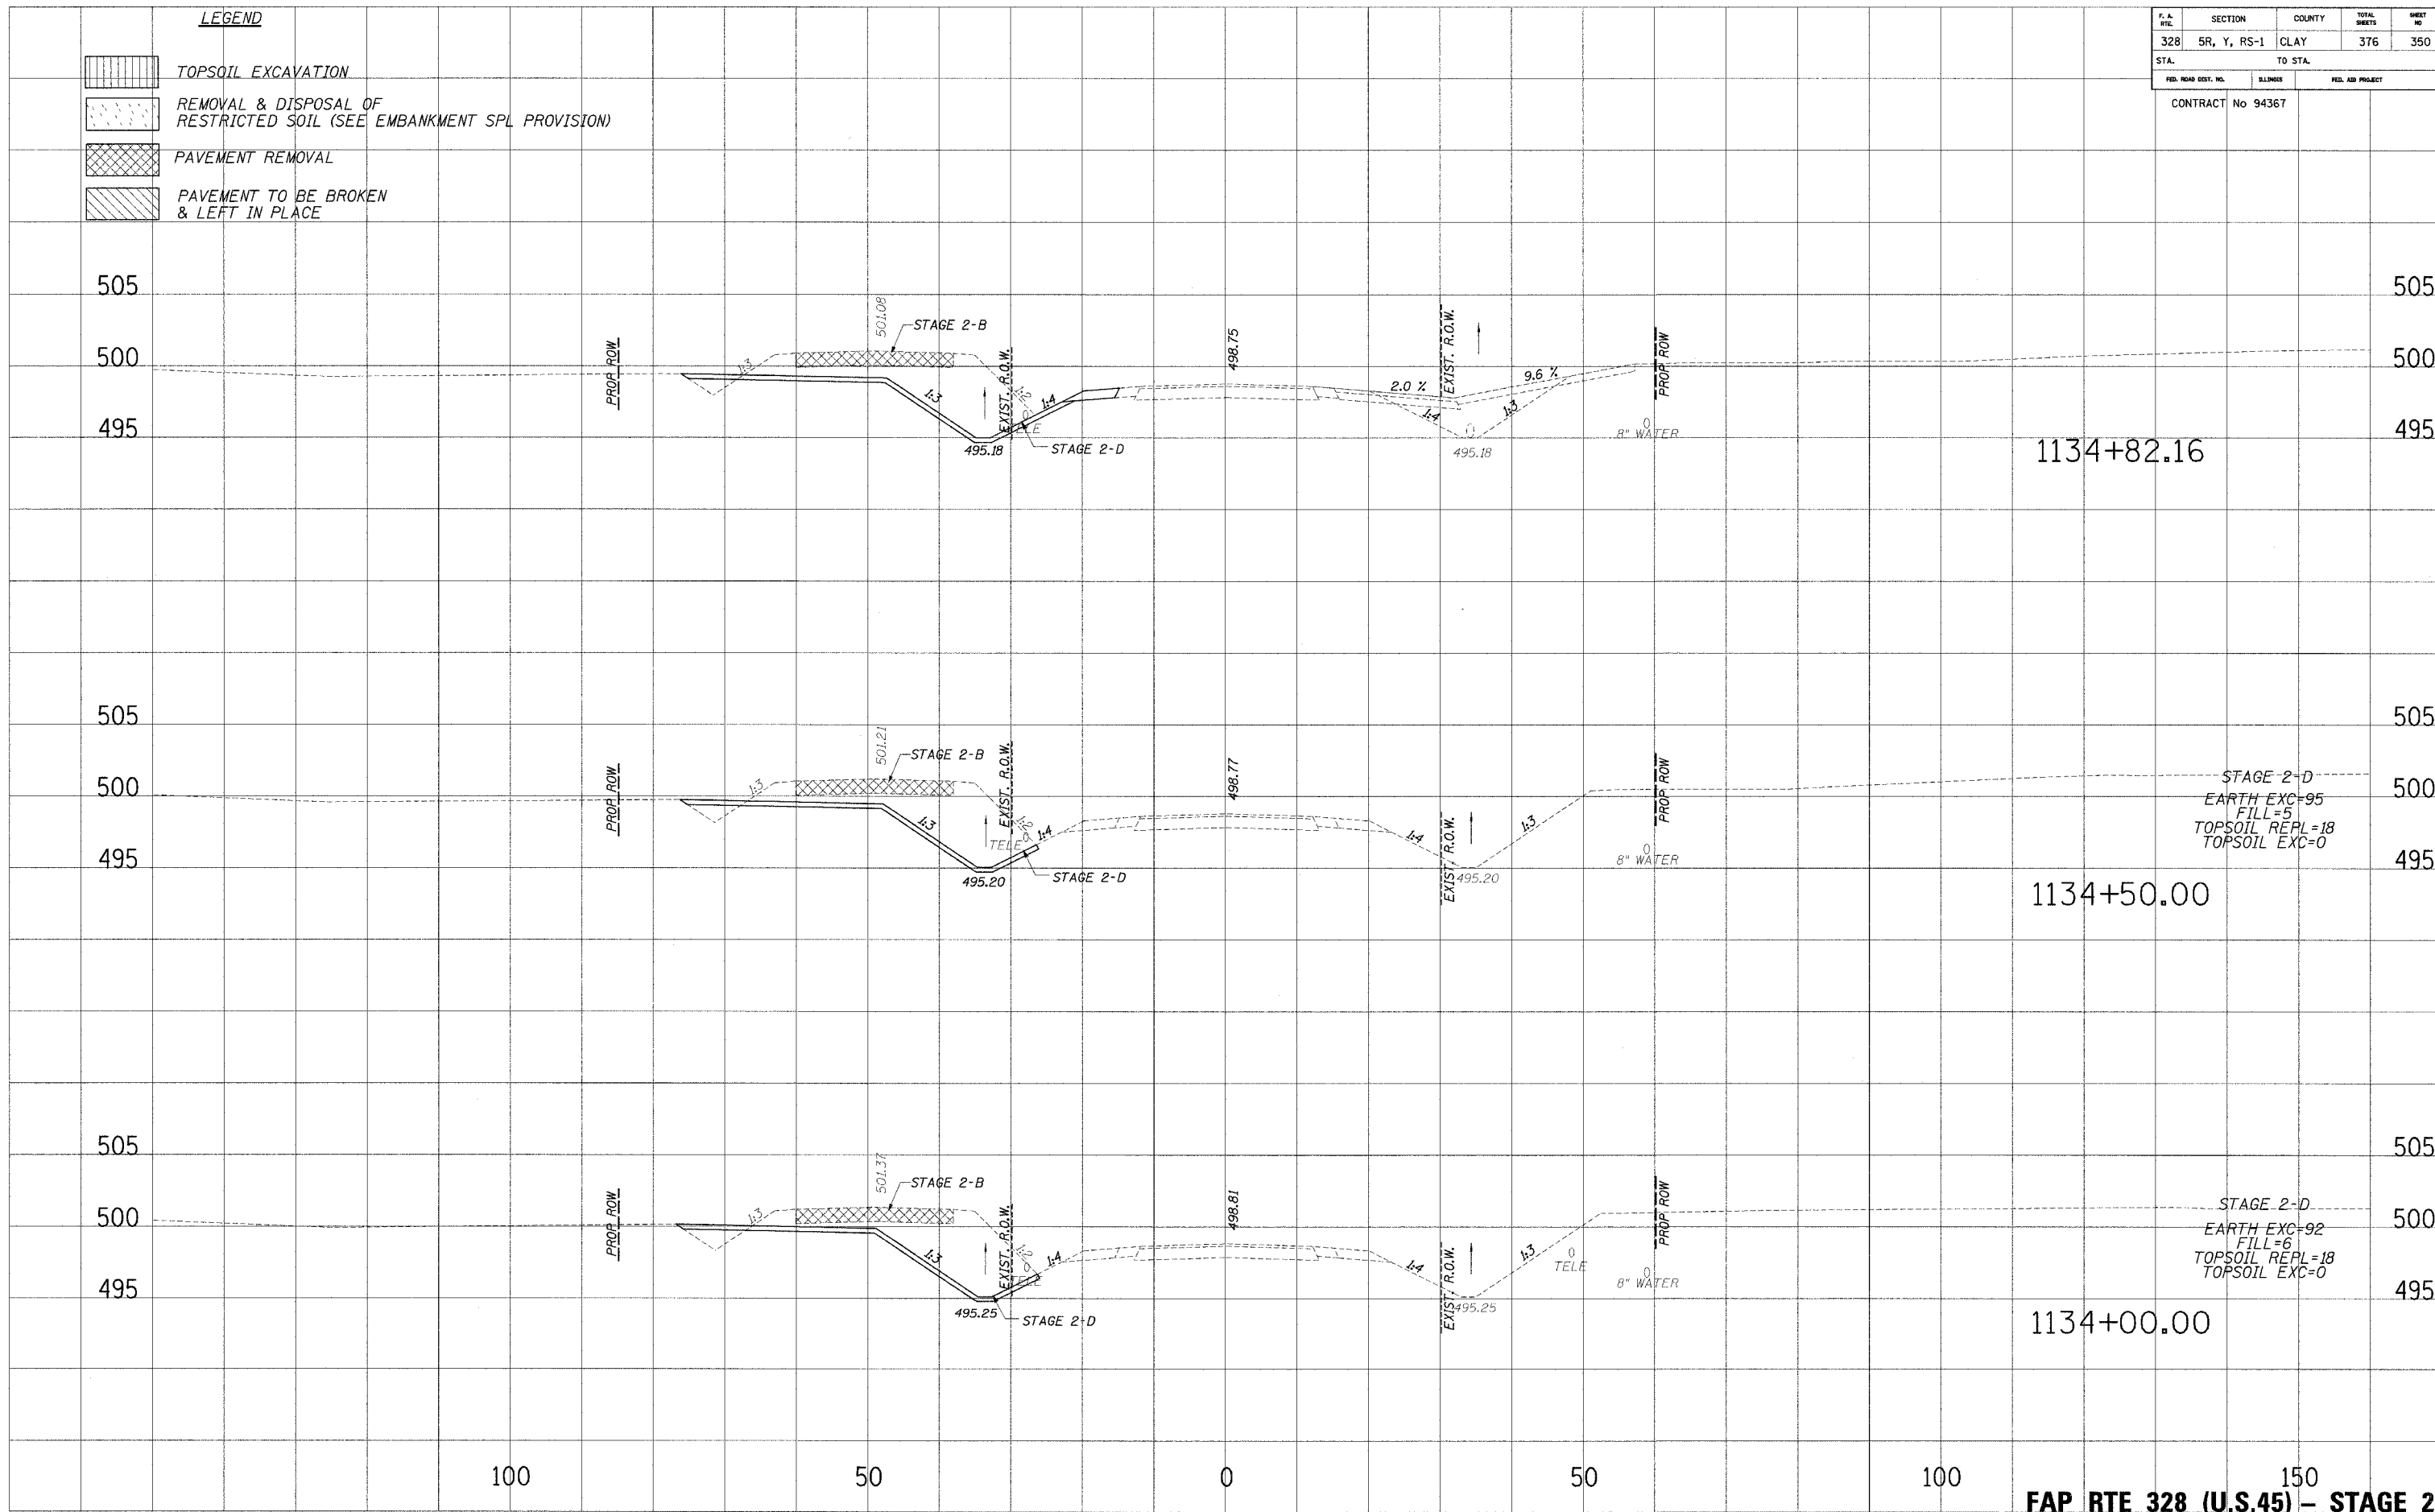 LEGEND
TOPSOIL EXCAVATION
REMOVAL & DISPOSAL OF
RESTRICTED SOIL (SEE EMBANKMENT SPL PROVISION)
PAVEMENT REMOVAL
PAVEMENT TO BE BROKEN
& LEFT IN PLACE
F. A. RTE. SECTION COUNTY TOTAL SHEETS SHEET NO
328 5R, Y, RS-1 CLAY 376 350
STA. TO STA.
FED. ROAD DIST. NO. ILLINOIS FED. AID PROJECT
CONTRACT No 94367
505 505
500 500
495 495
PROP ROW
1:3
501.08
STAGE 2-B
EXIST. R.O.W.
1:3
1:2
1:4
TELE
495.18
STAGE 2-D
498.75
2.0 %
EXIST. R.O.W.
9.6 %
1:4
1:3
495.18
PROP ROW
8" WATER
1134+82.16
505 505
500 500
495 495
PROP ROW
1:3
501.21
STAGE 2-B
EXIST. R.O.W.
1:3
1:2
1:4
TELE
495.20
STAGE 2-D
498.77
1:4
EXIST. R.O.W.
1:3
495.20
PROP ROW
8" WATER
STAGE 2-D
EARTH EXC=95
FILL=5
TOPSOIL REPL=18
TOPSOIL EXC=0
1134+50.00
505 505
500 500
495 495
PROP ROW
1:3
501.37
STAGE 2-B
EXIST. R.O.W.
1:3
1:2
1:4
TELE
495.25
STAGE 2-D
498.81
1:4
EXIST. R.O.W.
1:3
495.25
TELE
PROP ROW
8" WATER
STAGE 2-D
EARTH EXC=92
FILL=6
TOPSOIL REPL=18
TOPSOIL EXC=0
1134+00.00
100 50 0 50 100 150
FAP RTE 328 (U.S.45) – STAGE 2